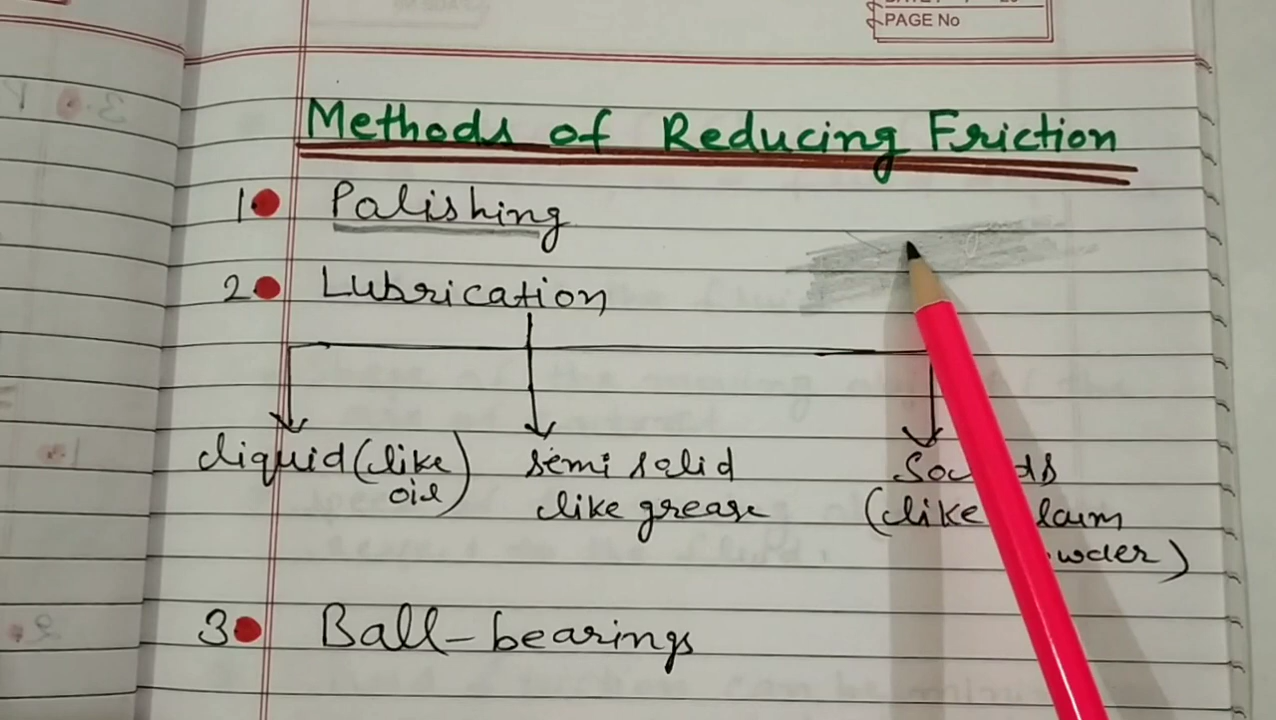 PAGE No
Methods of Reducing Friction
1 Palishing
2 Lubrication
liquid (like oil)
semi solid like grease
(like
3 Ball-bearings